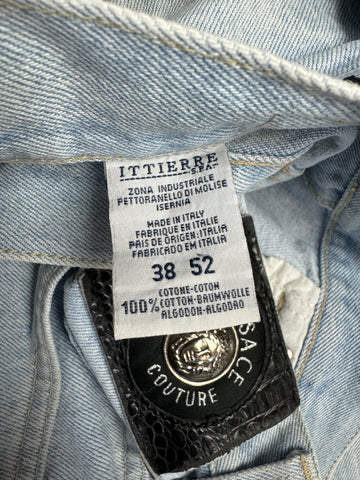 ITTIERRE
S.P.A.
ZONA INDUSTRIALE
PETTORANELLO DI MOLISE
ISERNIA
MADE IN ITALY
FABRIQUE EN ITALIE
PAIS DE ORIGEN:ITALIA
FABRICADO EM ITALIA
38 52
COTONE-COTON
100% COTTON-BAUMWOLLE
ALGODON-ALGODAO
SACE
COUTURE